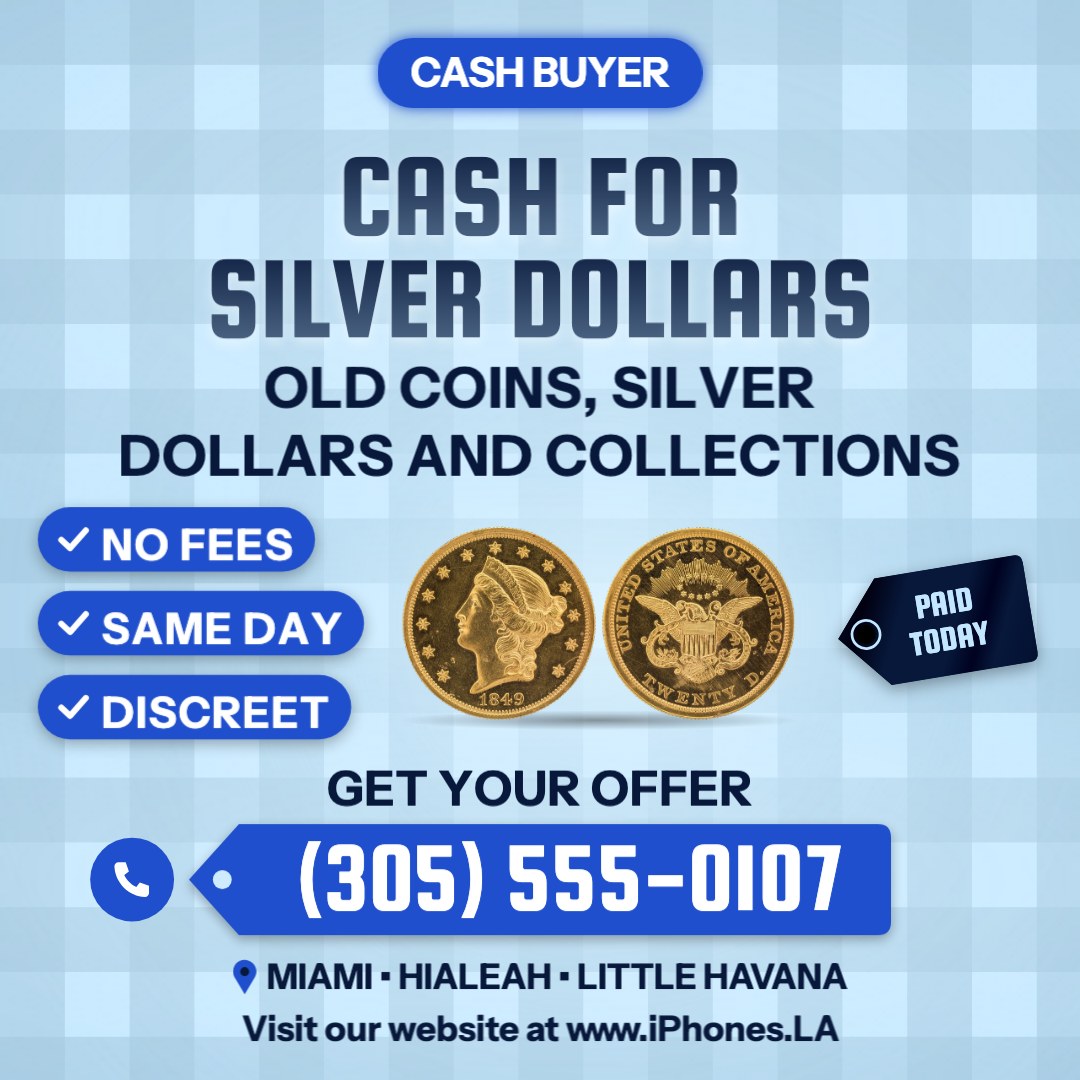 CASH BUYER
CASH FOR
SILVER DOLLARS
OLD COINS, SILVER
DOLLARS AND COLLECTIONS
✓ NO FEES
✓ SAME DAY
✓ DISCREET
1849
UNITED STATES OF AMERICA
TWENTY D.
PAID
TODAY
GET YOUR OFFER
(305) 555-0107
MIAMI ▪ HIALEAH ▪ LITTLE HAVANA
Visit our website at www.iPhones.LA